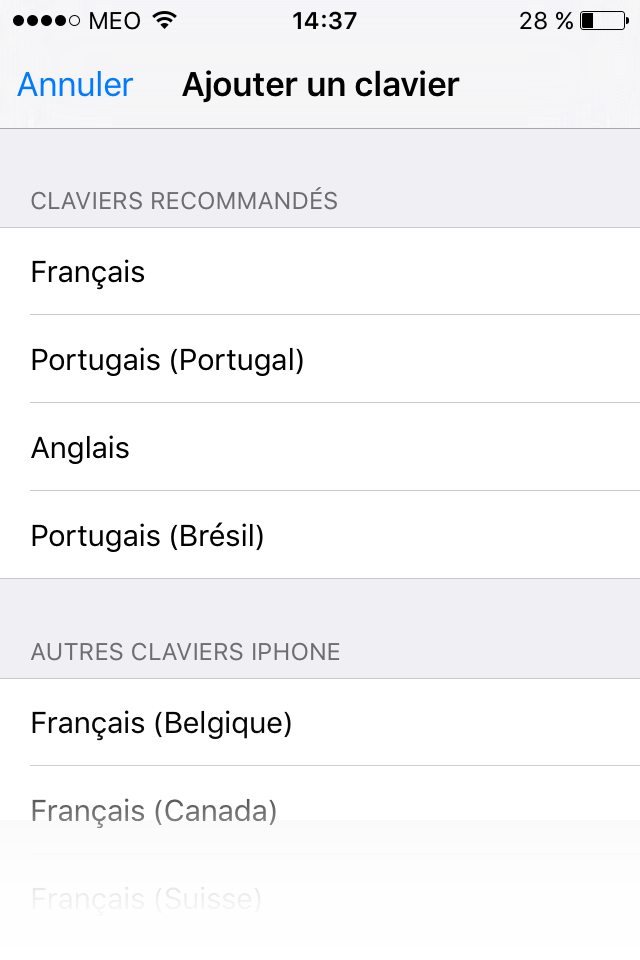 MEO 14:37 28 %
Annuler Ajouter un clavier
CLAVIERS RECOMMANDÉS
Français
Portugais (Portugal)
Anglais
Portugais (Brésil)
AUTRES CLAVIERS IPHONE
Français (Belgique)
Français (Canada)
Français (Suisse)